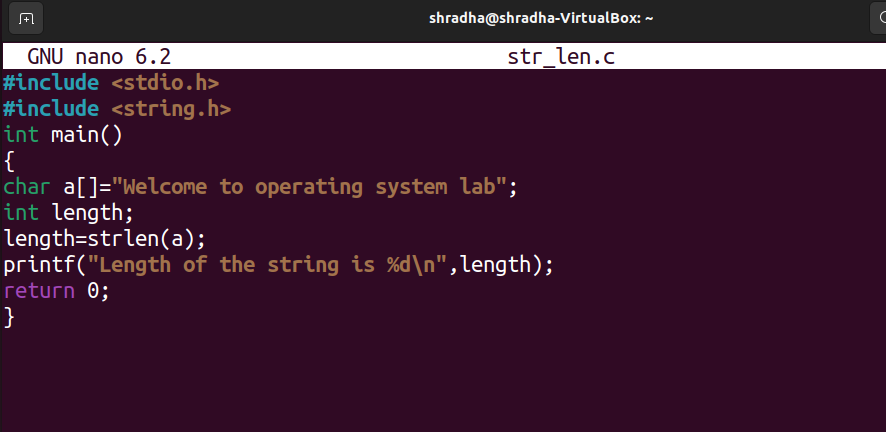 shradha@shradha-VirtualBox: ~
GNU nano 6.2 str_len.c
#include <stdio.h>
#include <string.h>
int main()
{
char a[]="Welcome to operating system lab";
int length;
length=strlen(a);
printf("Length of the string is %d\n",length);
return 0;
}